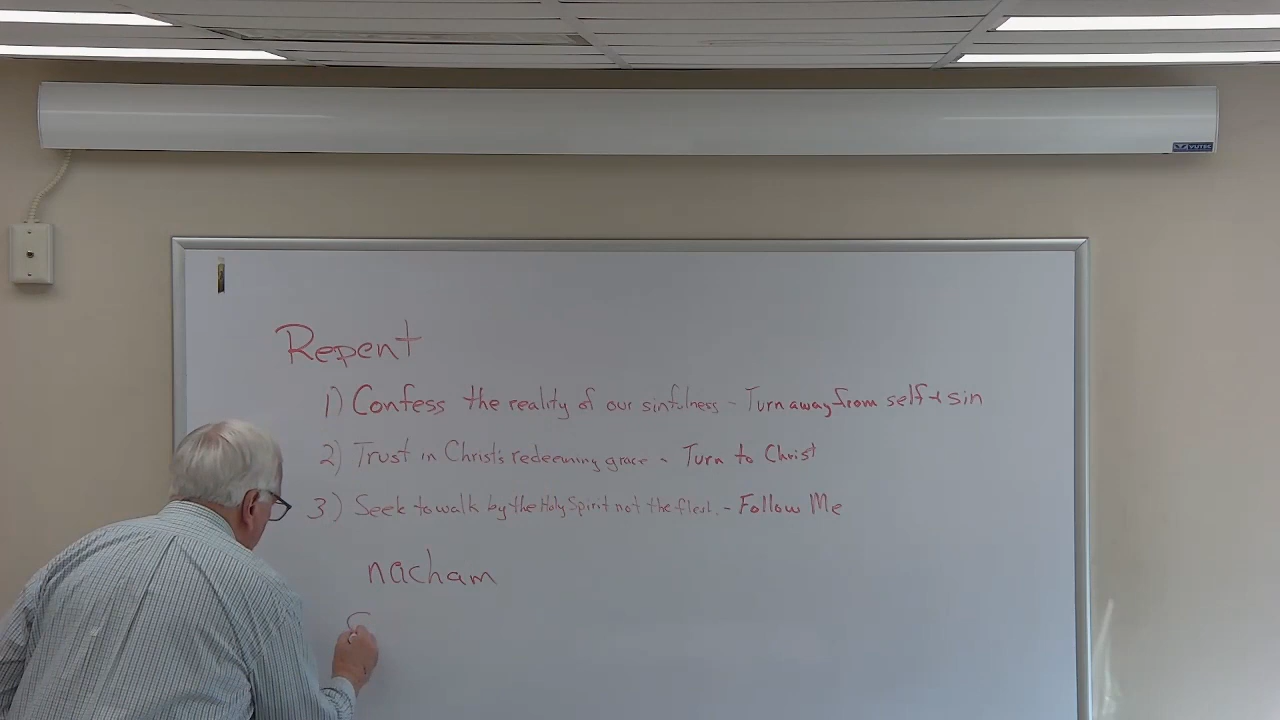 VUTEC
Repent
1) Confess the reality of our sinfulness - Turn away from self & sin
2) Trust in Christ's redeeming grace - Turn to Christ
3) Seek to walk by the Holy Spirit not the flesh. - Follow Me
nacham